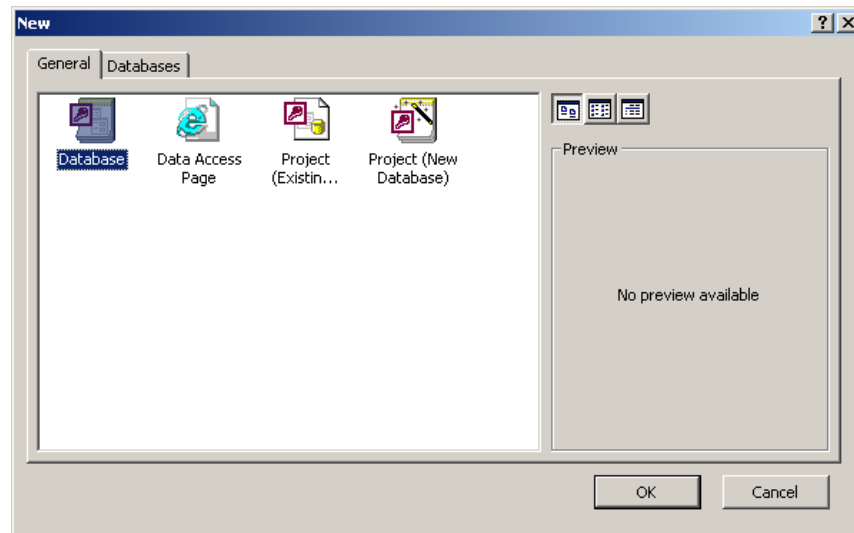 New
General
Databases
Database
Data Access
Page
Project
(Existin...
Project (New
Database)
Preview
No preview available
OK
Cancel